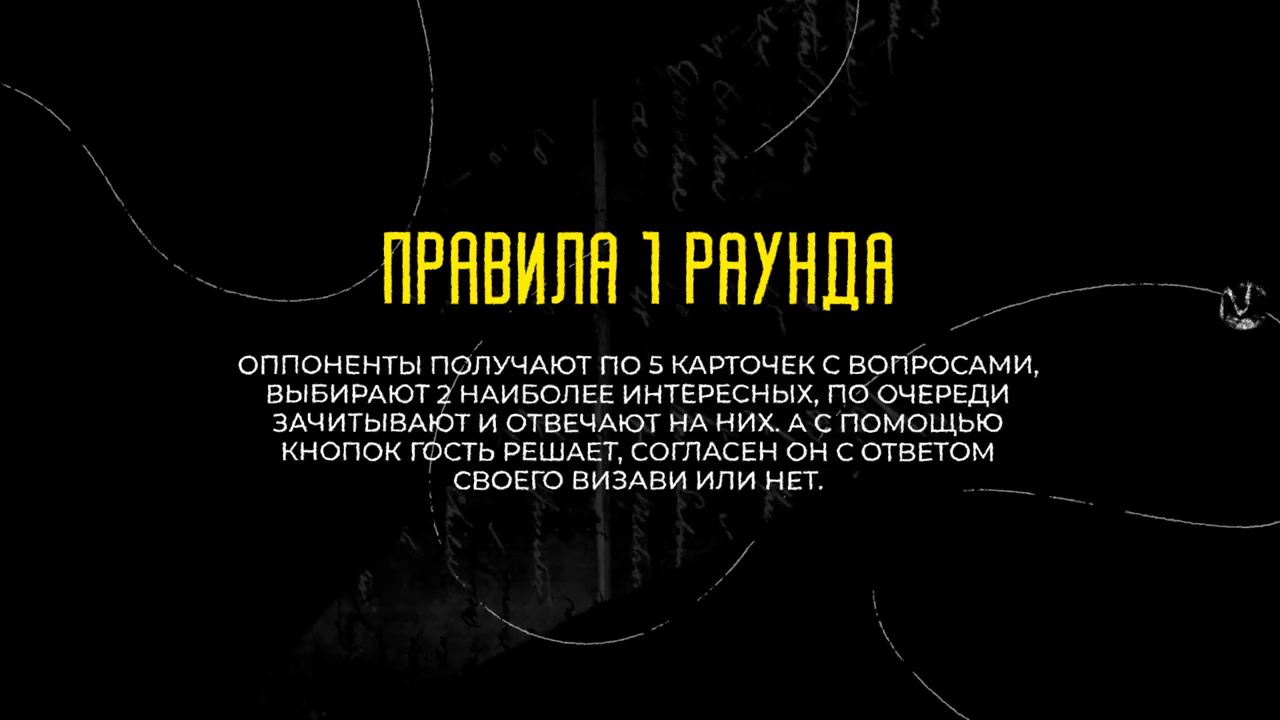 ПРАВИЛА 1 РАУНДА
ОППОНЕНТЫ ПОЛУЧАЮТ ПО 5 КАРТОЧЕК С ВОПРОСАМИ,
ВЫБИРАЮТ 2 НАИБОЛЕЕ ИНТЕРЕСНЫХ, ПО ОЧЕРЕДИ
ЗАЧИТЫВАЮТ И ОТВЕЧАЮТ НА НИХ. А С ПОМОЩЬЮ
КНОПОК ГОСТЬ РЕШАЕТ, СОГЛАСЕН ОН С ОТВЕТОМ
СВОЕГО ВИЗАВИ ИЛИ НЕТ.